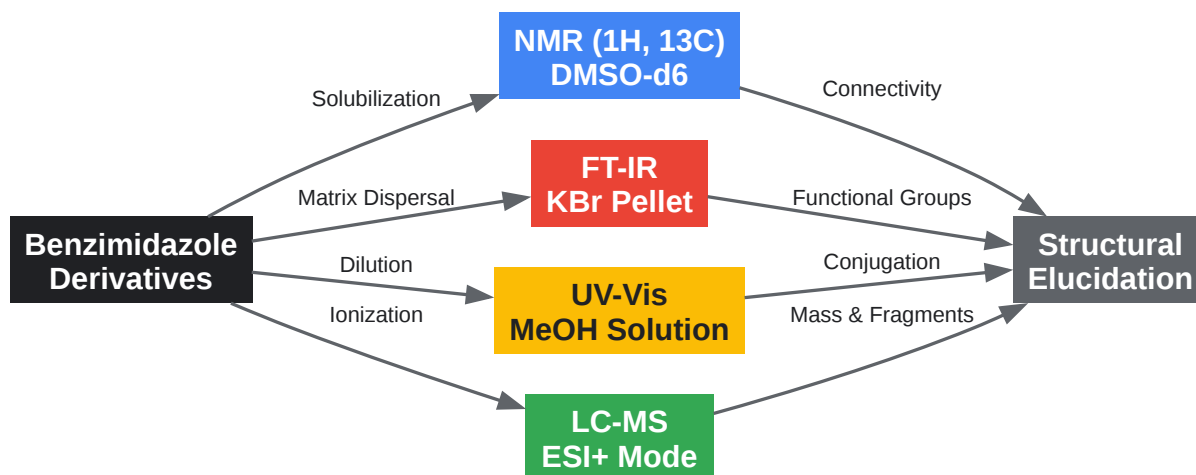 NMR (1H, 13C)
DMSO-d6
Solubilization
Connectivity
FT-IR
KBr Pellet
Matrix Dispersal
Functional Groups
Benzimidazole
Derivatives
Structural
Elucidation
Dilution
Conjugation
UV-Vis
MeOH Solution
Ionization
Mass & Fragments
LC-MS
ESI+ Mode